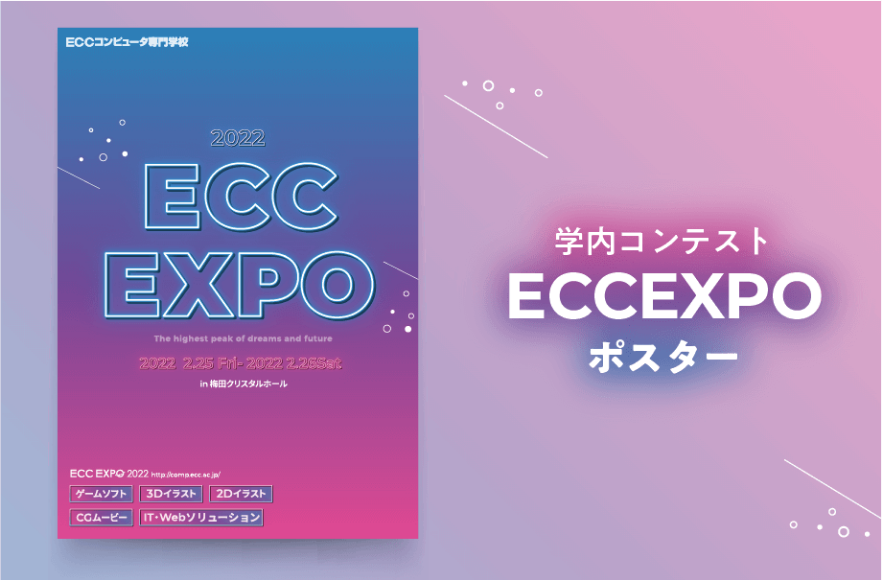 ECCコンピュータ専門学校
2022
ECC
EXPO
The highest peak of dreams and future
2022 2.25 Fri- 2022 2.26Sat
in 梅田クリスタルホール
ECC EXPO 2022 http://comp.ecc.ac.jp/
ゲームソフト 3Dイラスト 2Dイラスト
CGムービー IT・Webソリューション
学内コンテスト
ECCEXPO
ポスター